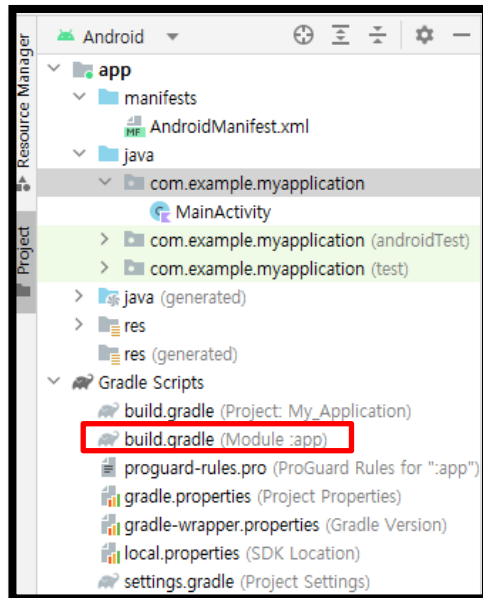 Resource Manager
Project
Android
app
manifests
MF AndroidManifest.xml
java
com.example.myapplication
MainActivity
com.example.myapplication (androidTest)
com.example.myapplication (test)
java (generated)
res
res (generated)
Gradle Scripts
build.gradle (Project: My_Application)
build.gradle (Module :app)
proguard-rules.pro (ProGuard Rules for ":app")
gradle.properties (Project Properties)
gradle-wrapper.properties (Gradle Version)
local.properties (SDK Location)
settings.gradle (Project Settings)